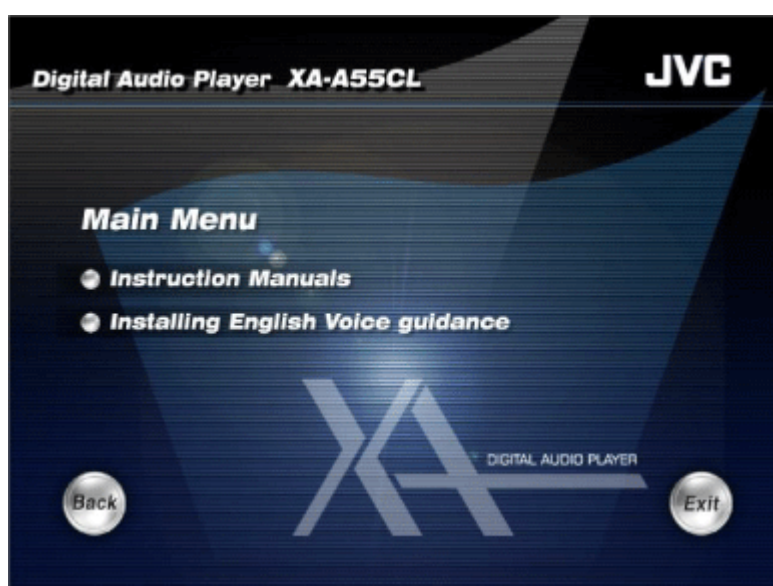 Digital Audio Player XA-A55CL
JVC
Main Menu
Instruction Manuals
Installing English Voice guidance
XA
DIGITAL AUDIO PLAYER
Back
Exit